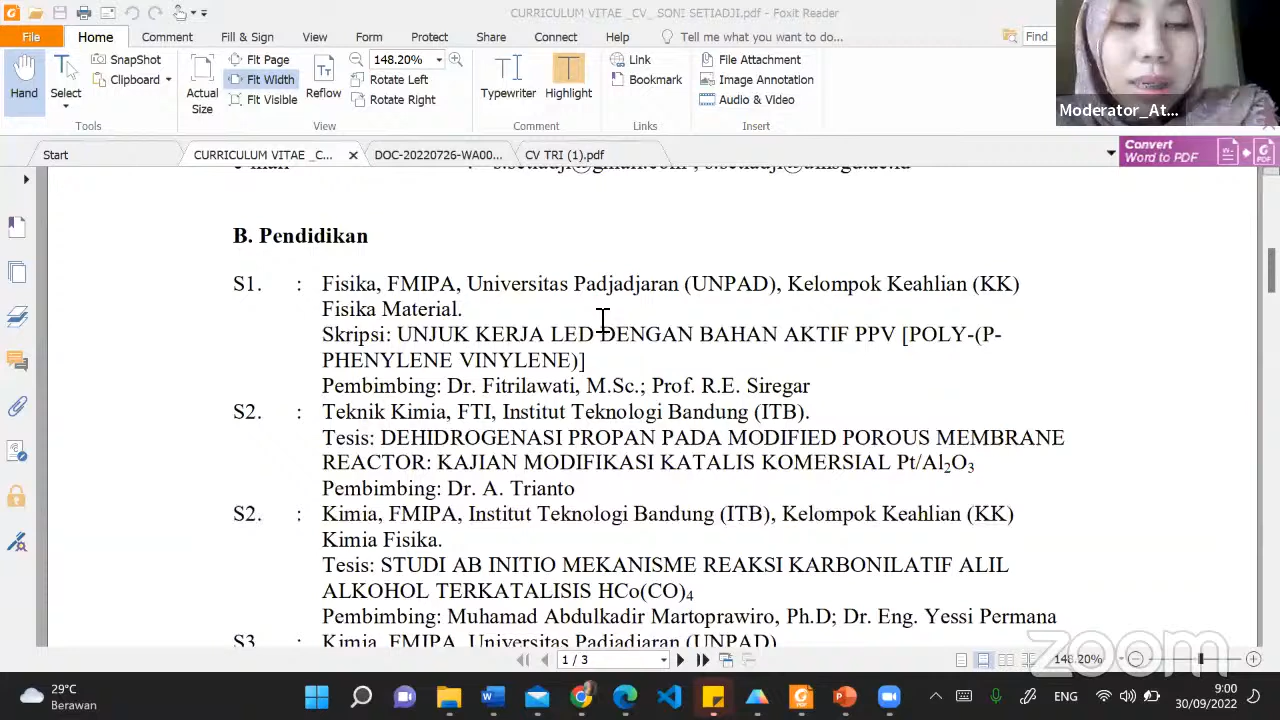 CURRICULUM VITAE _CV_ SONI SETIADJI.pdf - Foxit Reader
File Home Comment Fill & Sign View Form Protect Share Connect Help Tell me what you want to do... Find
Hand Select SnapShot Clipboard Actual Size Fit Page Fit Width Fit Visible Reflow 148.20% Rotate Left Rotate Right Typewriter Highlight Link Bookmark File Attachment Image Annotation Audio & Video
Tools View Comment Links Insert
Moderator_At...
Start CURRICULUM VITAE _C... DOC-20220726-WA00... CV TRI (1).pdf
Convert
Word to PDF
B. Pendidikan
S1. : Fisika, FMIPA, Universitas Padjadjaran (UNPAD), Kelompok Keahlian (KK)
Fisika Material.
Skripsi: UNJUK KERJA LED DENGAN BAHAN AKTIF PPV [POLY-(P-
PHENYLENE VINYLENE)]
Pembimbing: Dr. Fitrilawati, M.Sc.; Prof. R.E. Siregar
S2. : Teknik Kimia, FTI, Institut Teknologi Bandung (ITB).
Tesis: DEHIDROGENASI PROPAN PADA MODIFIED POROUS MEMBRANE
REACTOR: KAJIAN MODIFIKASI KATALIS KOMERSIAL Pt/Al₂O₃
Pembimbing: Dr. A. Trianto
S2. : Kimia, FMIPA, Institut Teknologi Bandung (ITB), Kelompok Keahlian (KK)
Kimia Fisika.
Tesis: STUDI AB INITIO MEKANISME REAKSI KARBONILATIF ALIL
ALKOHOL TERKATALISIS HCo(CO)₄
Pembimbing: Muhamad Abdulkadir Martoprawiro, Ph.D; Dr. Eng. Yessi Permana
S3. : Kimia, FMIPA, Universitas Padjadjaran (UNPAD)
zoom
1 / 3 148.20%
29°C
Berawan
ENG
9:00
30/09/2022